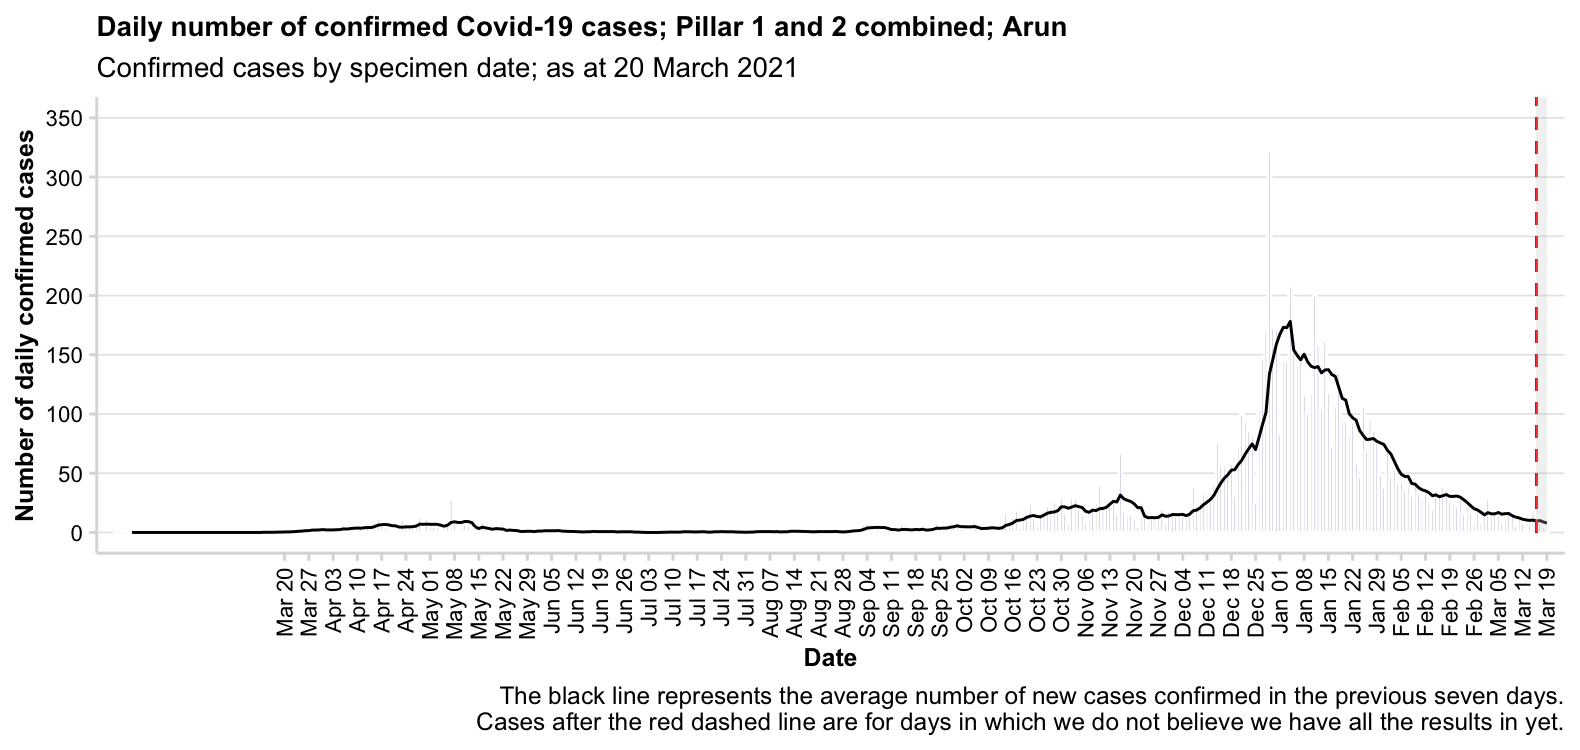 Daily number of confirmed Covid-19 cases; Pillar 1 and 2 combined; Arun
Confirmed cases by specimen date; as at 20 March 2021
Number of daily confirmed cases
350
300
250
200
150
100
50
0
Mar 20
Mar 27
Apr 03
Apr 10
Apr 17
Apr 24
May 01
May 08
May 15
May 22
May 29
Jun 05
Jun 12
Jun 19
Jun 26
Jul 03
Jul 10
Jul 17
Jul 24
Jul 31
Aug 07
Aug 14
Aug 21
Aug 28
Sep 04
Sep 11
Sep 18
Sep 25
Oct 02
Oct 09
Oct 16
Oct 23
Oct 30
Nov 06
Nov 13
Nov 20
Nov 27
Dec 04
Dec 11
Dec 18
Dec 25
Jan 01
Jan 08
Jan 15
Jan 22
Jan 29
Feb 05
Feb 12
Feb 19
Feb 26
Mar 05
Mar 12
Mar 19
Date
The black line represents the average number of new cases confirmed in the previous seven days.
Cases after the red dashed line are for days in which we do not believe we have all the results in yet.